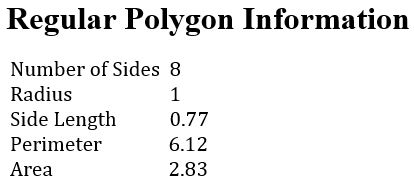 Regular Polygon Information
Number of Sides 8
Radius 1
Side Length 0.77
Perimeter 6.12
Area 2.83